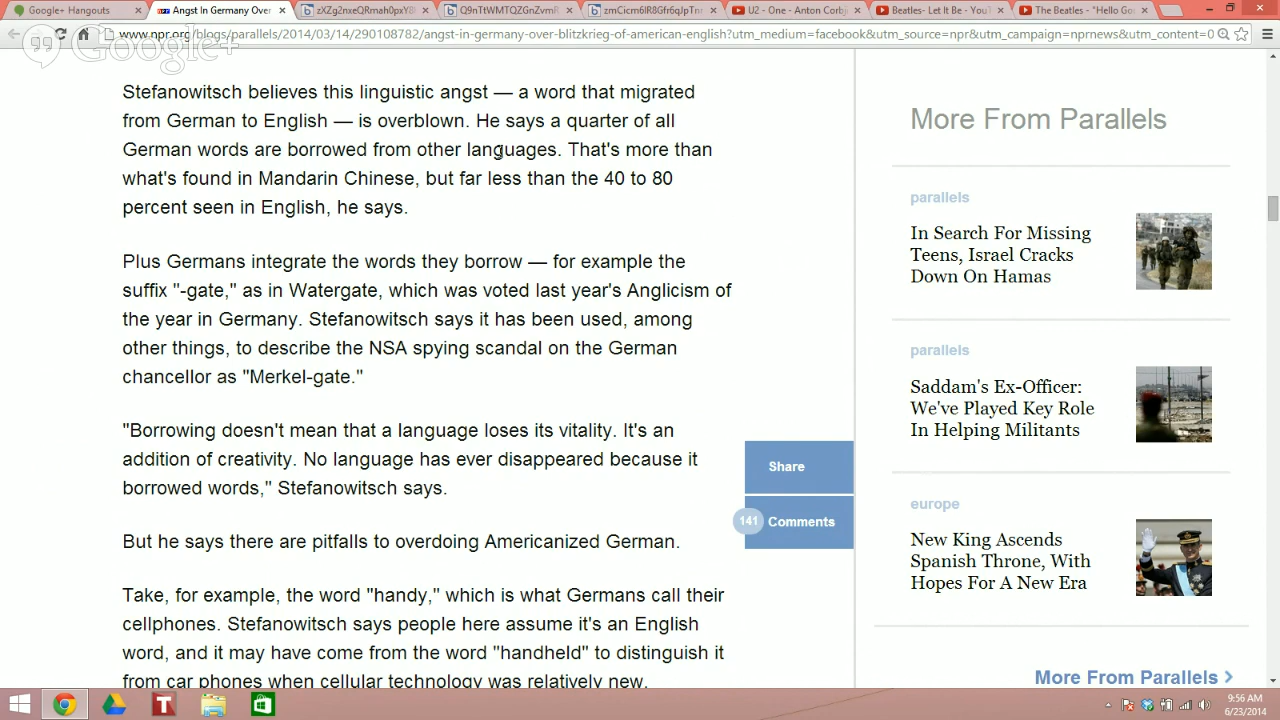 Google+ Hangouts
Angst In Germany Over
zXZg2nxeQRmah0pxYB
Q9nTtWMTQZGnZvmR
zmCicm6lR8Gfr6qJpTnr
U2 - One - Anton Corbij
Beatles- Let It Be - YouT
The Beatles - "Hello Go
www.npr.org/blogs/parallels/2014/03/14/290108782/angst-in-germany-over-blitzkrieg-of-american-english?utm_medium=facebook&utm_source=npr&utm_campaign=nprnews&utm_content=0
Google+
Stefanowitsch believes this linguistic angst — a word that migrated
from German to English — is overblown. He says a quarter of all
German words are borrowed from other languages. That's more than
what's found in Mandarin Chinese, but far less than the 40 to 80
percent seen in English, he says.
Plus Germans integrate the words they borrow — for example the
suffix "-gate," as in Watergate, which was voted last year's Anglicism of
the year in Germany. Stefanowitsch says it has been used, among
other things, to describe the NSA spying scandal on the German
chancellor as "Merkel-gate."
"Borrowing doesn't mean that a language loses its vitality. It's an
addition of creativity. No language has ever disappeared because it
borrowed words," Stefanowitsch says.
But he says there are pitfalls to overdoing Americanized German.
Take, for example, the word "handy," which is what Germans call their
cellphones. Stefanowitsch says people here assume it's an English
word, and it may have come from the word "handheld" to distinguish it
from car phones when cellular technology was relatively new.
Share
141 Comments
More From Parallels
parallels
In Search For Missing
Teens, Israel Cracks
Down On Hamas
parallels
Saddam's Ex-Officer:
We've Played Key Role
In Helping Militants
europe
New King Ascends
Spanish Throne, With
Hopes For A New Era
More From Parallels
9:56 AM
6/23/2014